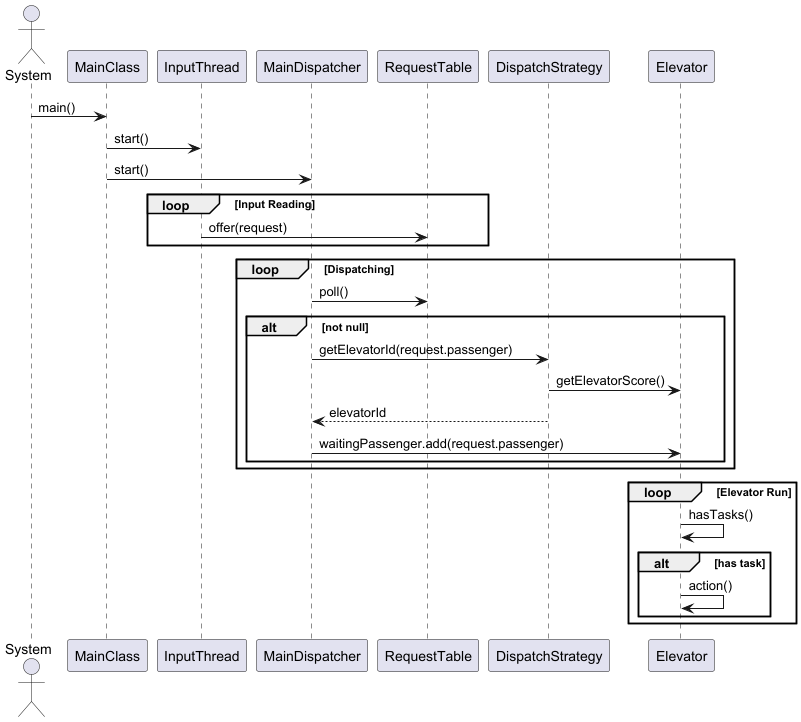 System
MainClass InputThread MainDispatcher RequestTable DispatchStrategy Elevator
main()
start()
start()
loop [Input Reading]
offer(request)
loop [Dispatching]
poll()
alt [not null]
getElevatorId(request.passenger)
getElevatorScore()
elevatorId
waitingPassenger.add(request.passenger)
loop [Elevator Run]
hasTasks()
alt [has task]
action()
System
MainClass InputThread MainDispatcher RequestTable DispatchStrategy Elevator